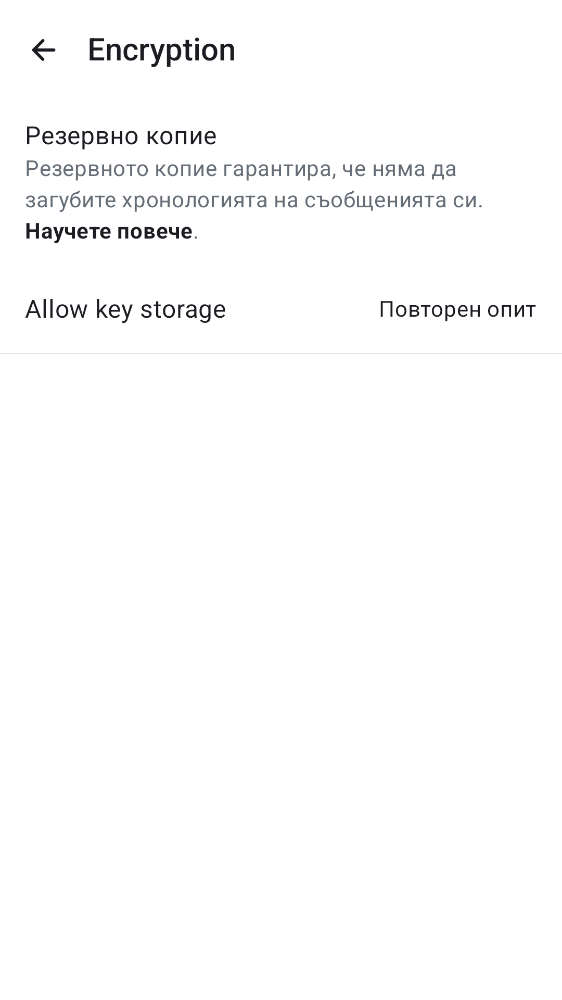 Encryption
Резервно копие
Резервното копие гарантира, че няма да
загубите хронологията на съобщенията си.
Научете повече.
Allow key storage Повторен опит